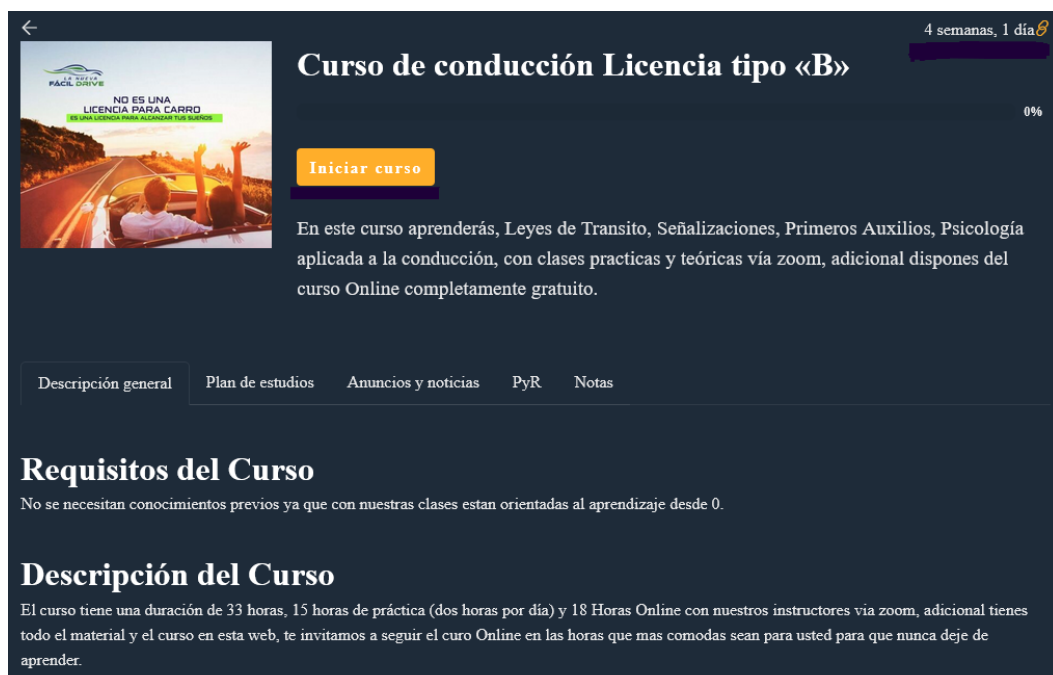 4 semanas, 1 día
LA NUEVA
FÁCIL DRIVE
NO ES UNA
LICENCIA PARA CARRO
ES UNA LICENCIA PARA ALCANZAR TUS SUEÑOS
Curso de conducción Licencia tipo «B»
0%
Iniciar curso
En este curso aprenderás, Leyes de Transito, Señalizaciones, Primeros Auxilios, Psicología
aplicada a la conducción, con clases practicas y teóricas vía zoom, adicional dispones del
curso Online completamente gratuito.
Descripción general Plan de estudios Anuncios y noticias PyR Notas
Requisitos del Curso
No se necesitan conocimientos previos ya que con nuestras clases estan orientadas al aprendizaje desde 0.
Descripción del Curso
El curso tiene una duración de 33 horas, 15 horas de práctica (dos horas por día) y 18 Horas Online con nuestros instructores via zoom, adicional tienes
todo el material y el curso en esta web, te invitamos a seguir el curo Online en las horas que mas comodas sean para usted para que nunca deje de
aprender.